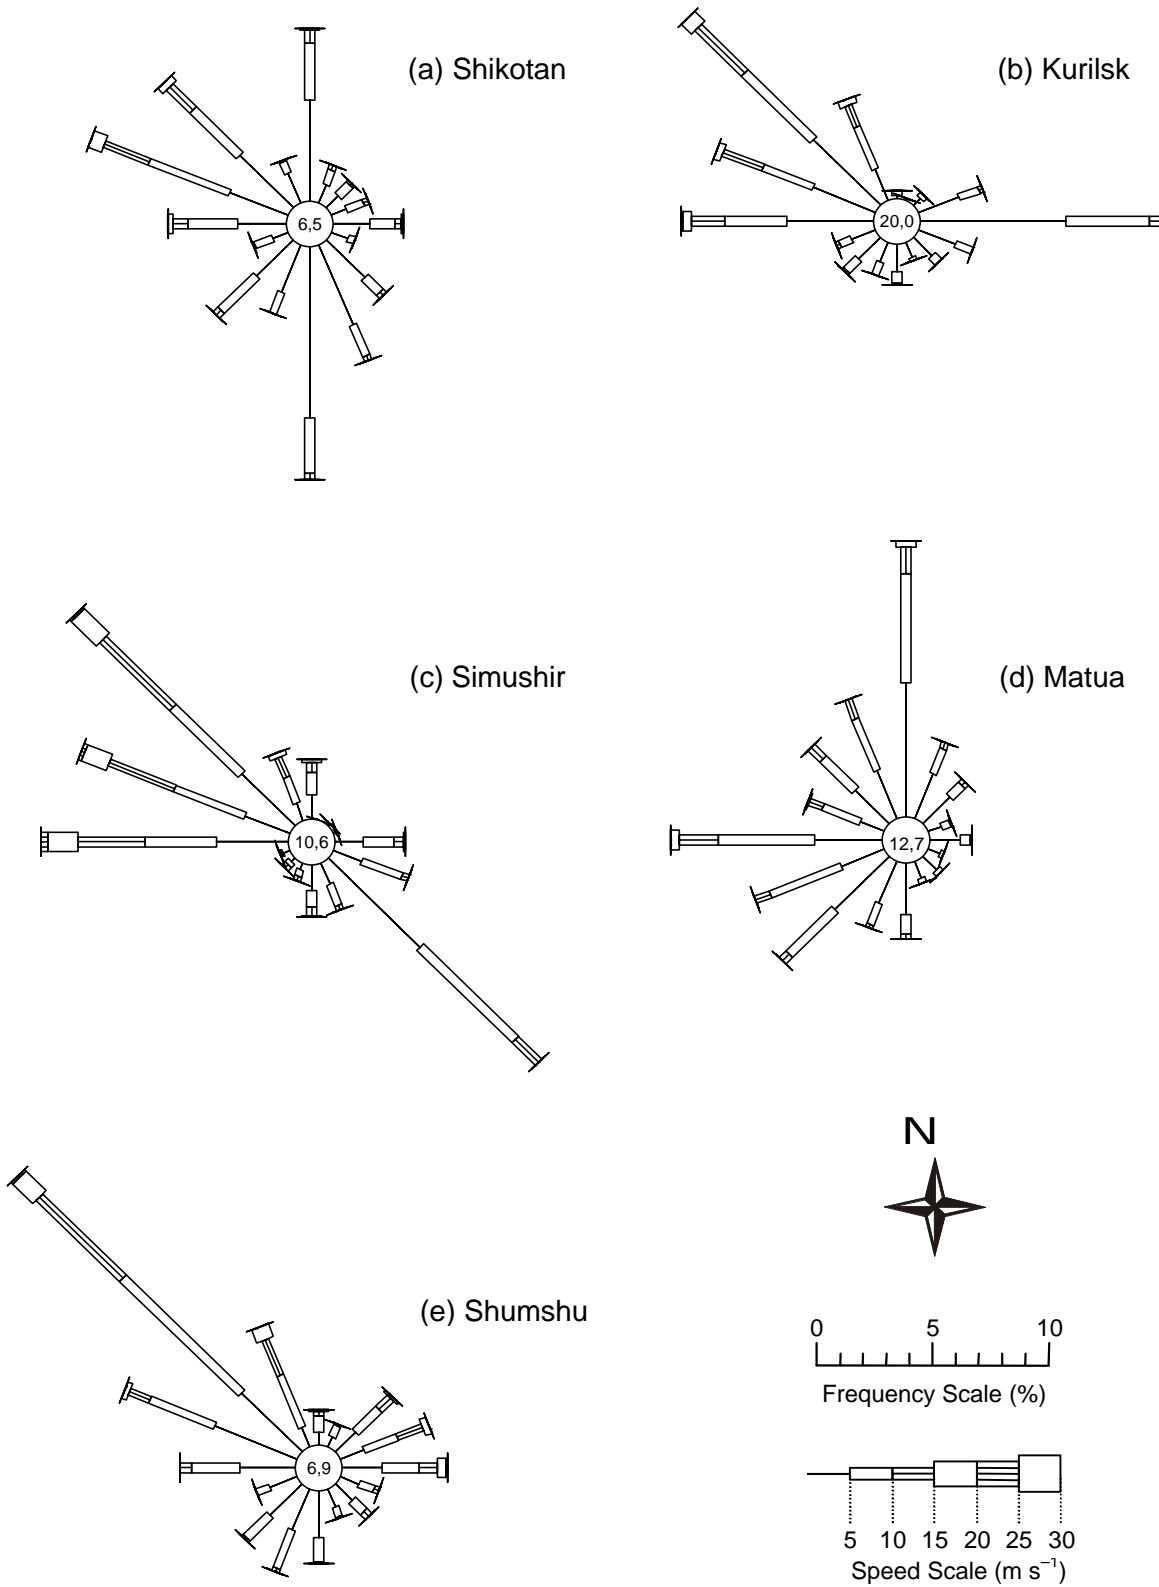 (a) Shikotan
(b) Kurilsk
6,5
20,0
(c) Simushir
(d) Matua
10,6
12,7
N
(e) Shumshu
0 5 10
Frequency Scale (%)
6,9
5 10 15 20 25 30
Speed Scale (m s⁻¹)